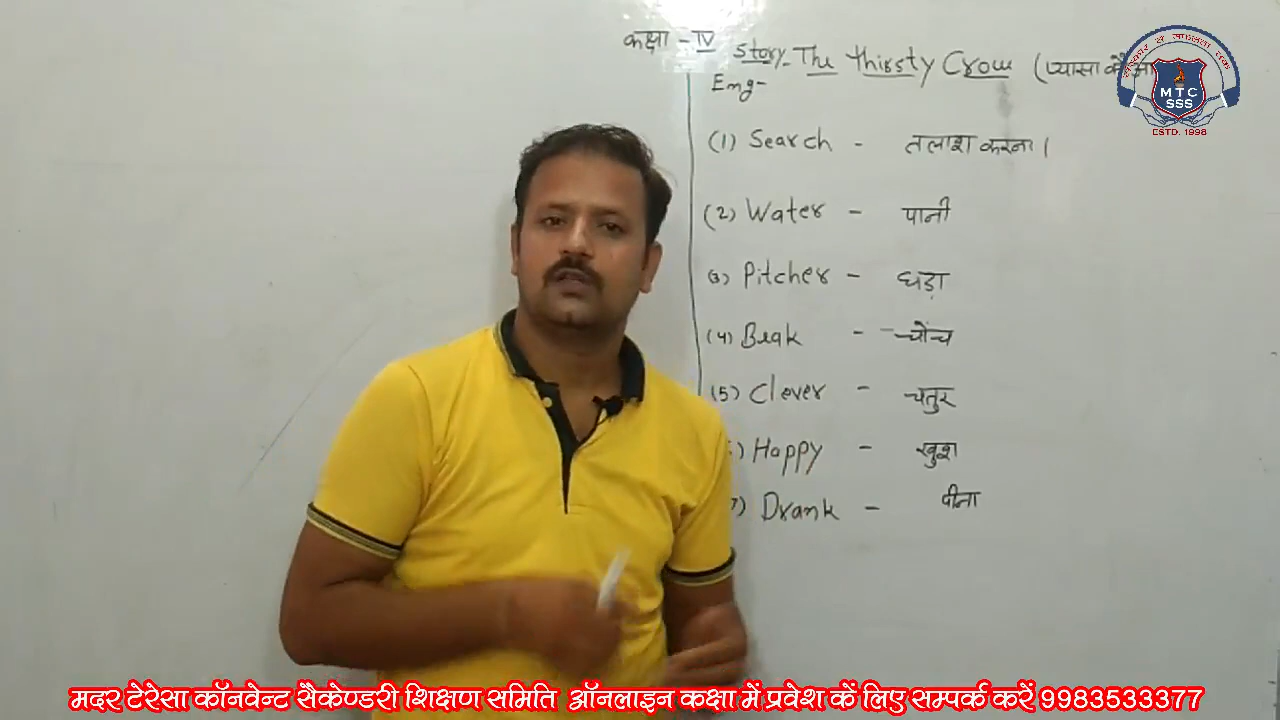 कक्षा - IV Story - The thirsty Crow (प्यासा कौआ
Eng-
(1) Search - तलाश करना।
(2) Water - पानी
(3) Pitcher - घड़ा
(4) Beak - - चोंच
(5) Clever - चतुर
) Happy - खुश
7) Drank - पीना
MTC
SSS
ESTD. 1998
मदर टेरेसा कॉनवेन्ट सैकेण्डरी शिक्षण समिति ऑनलाइन कक्षा में प्रवेश कें लिए सम्पर्क करें 9983533377